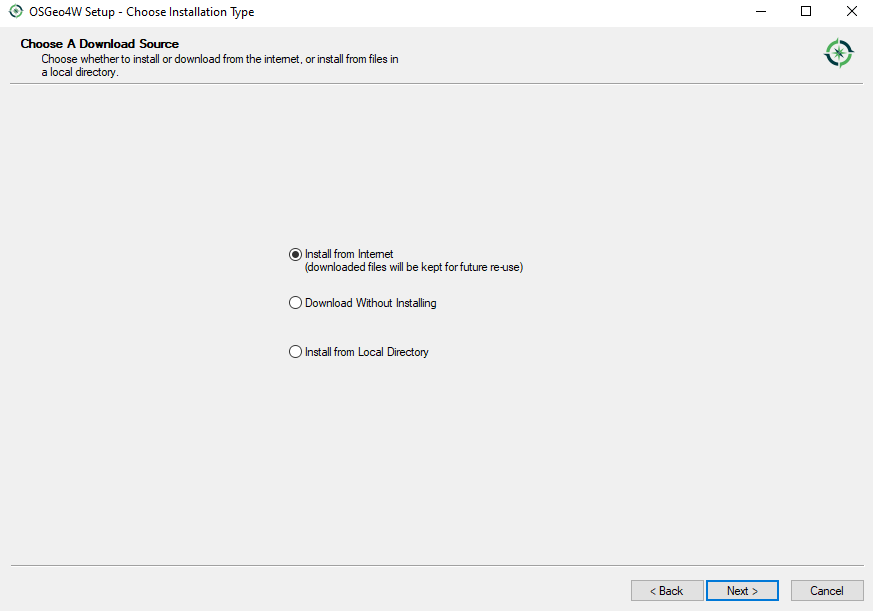 OSGeo4W Setup - Choose Installation Type
Choose A Download Source
Choose whether to install or download from the internet, or install from files in
a local directory.
Install from Internet
(downloaded files will be kept for future re-use)
Download Without Installing
Install from Local Directory
< Back Next > Cancel